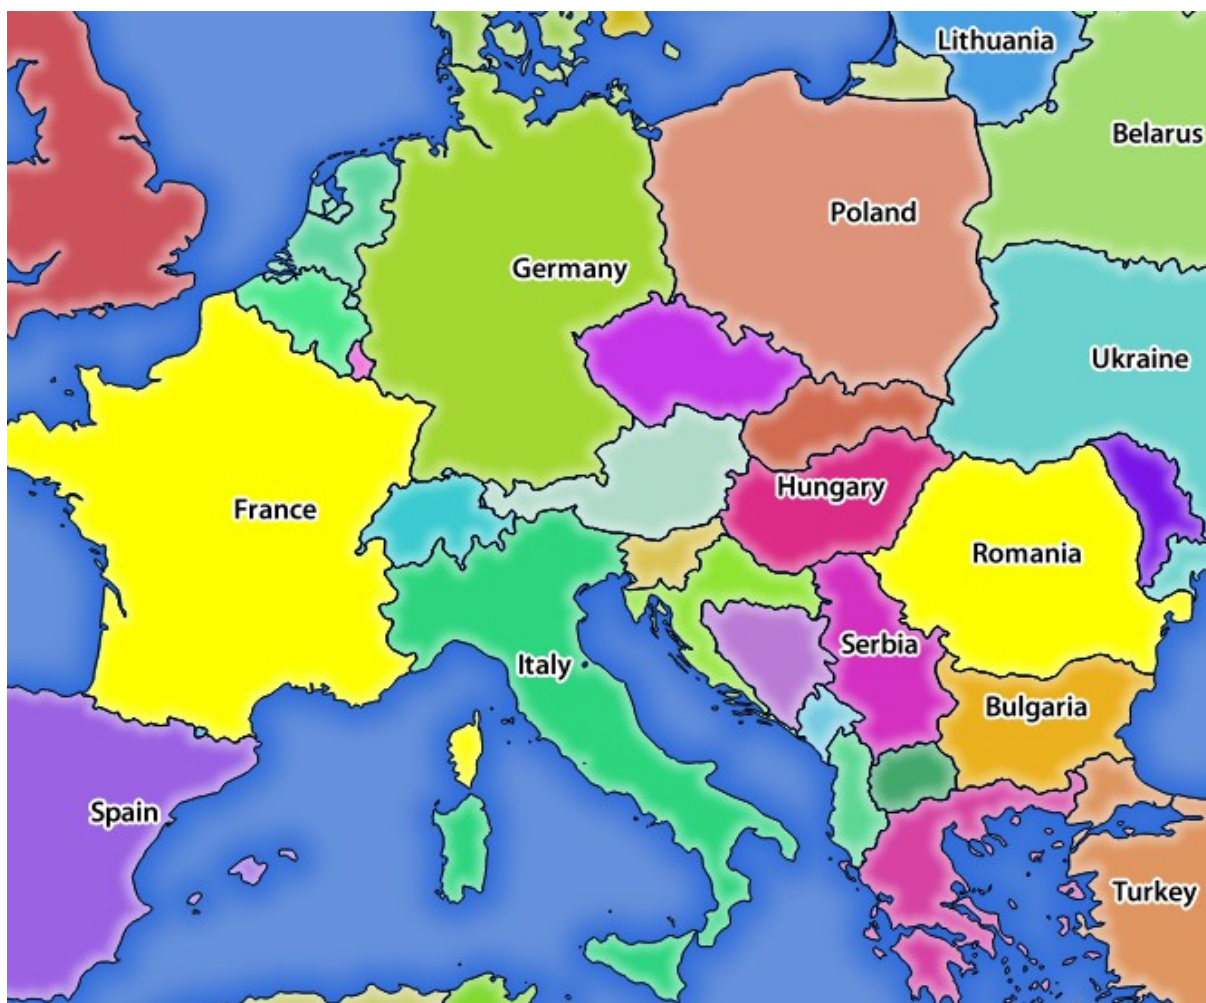 Lithuania
Belarus
Poland
Germany
Ukraine
Hungary
France
Romania
Serbia
Italy
Bulgaria
Spain
Turkey